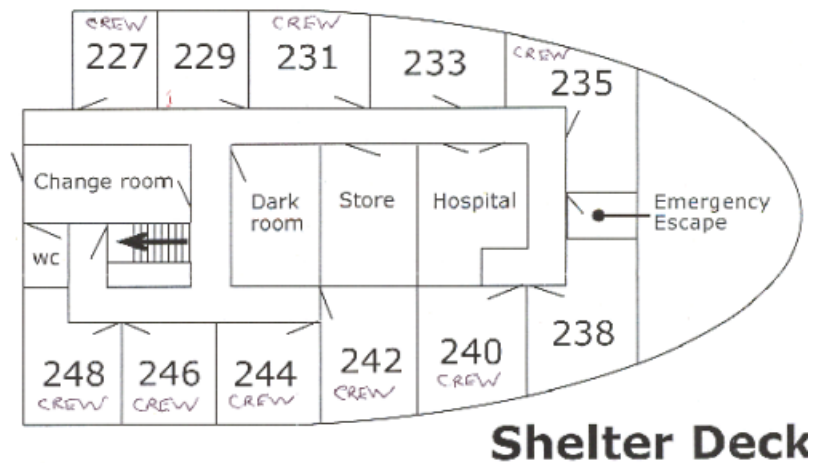 CREW CREW
227 229 231 233
CREW
235
Change room
Dark room
Store
Hospital
Emergency Escape
wc
248 246 244 242 240 238
CREW CREW CREW CREW CREW
Shelter Deck